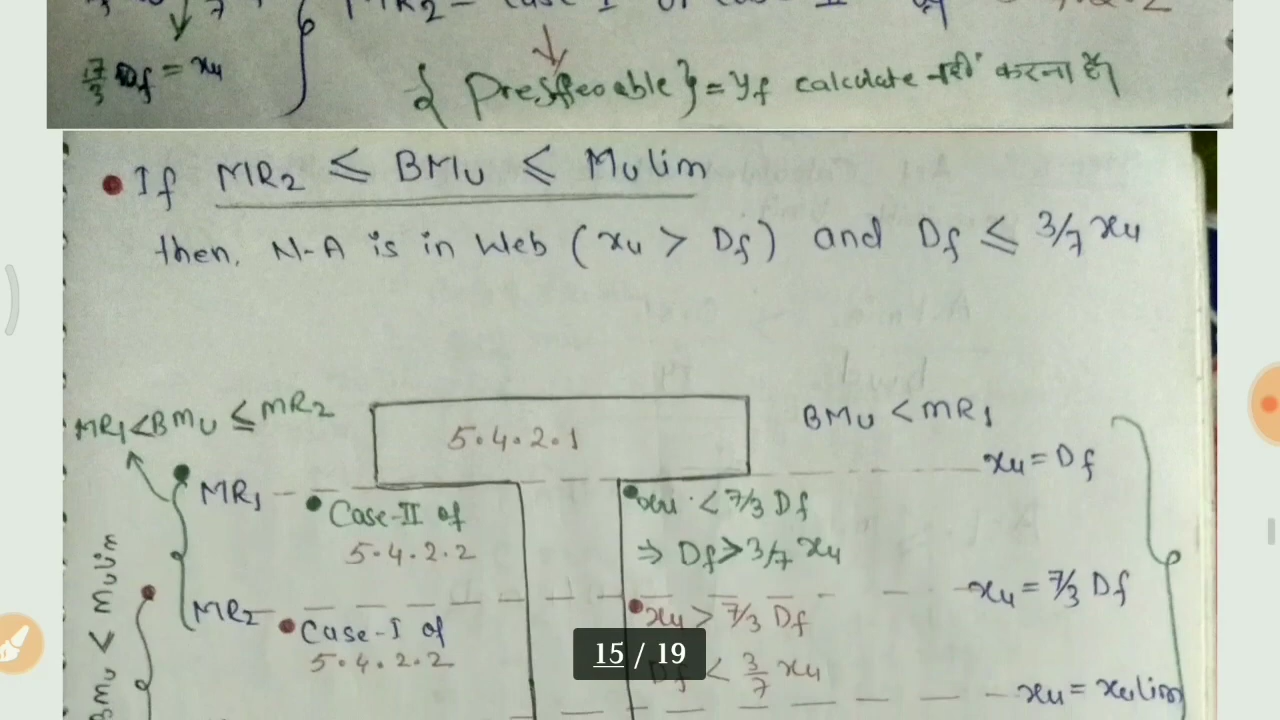 17/3 Df = xu
{ Presfeoable } = yf calculate नहीं करना है।
• If MR2 ≤ BMu ≤ Mulim
then, N-A is in Web (xu > Df) and Df ≤ 3/7 xu
MR1 < BMu ≤ MR2
5.4.2.1
BMu < MR1
xu = Df
MR1
• Case-II of
5.4.2.2
• xu < 7/3 Df
⇒ Df > 3/7 xu
BMu < Mulim
MR2
xu = 7/3 Df
• Case-I of
5.4.2.2
• xu > 7/3 Df
Df < 3/7 xu
15 / 19
xu = xulim